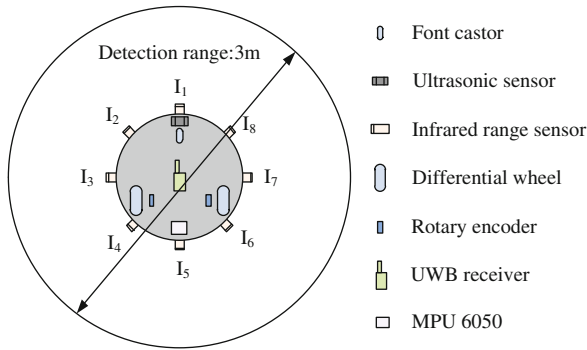 Detection range:3m
I1
I2
I8
I3
I7
I4
I6
I5
Font castor
Ultrasonic sensor
Infrared range sensor
Differential wheel
Rotary encoder
UWB receiver
MPU 6050